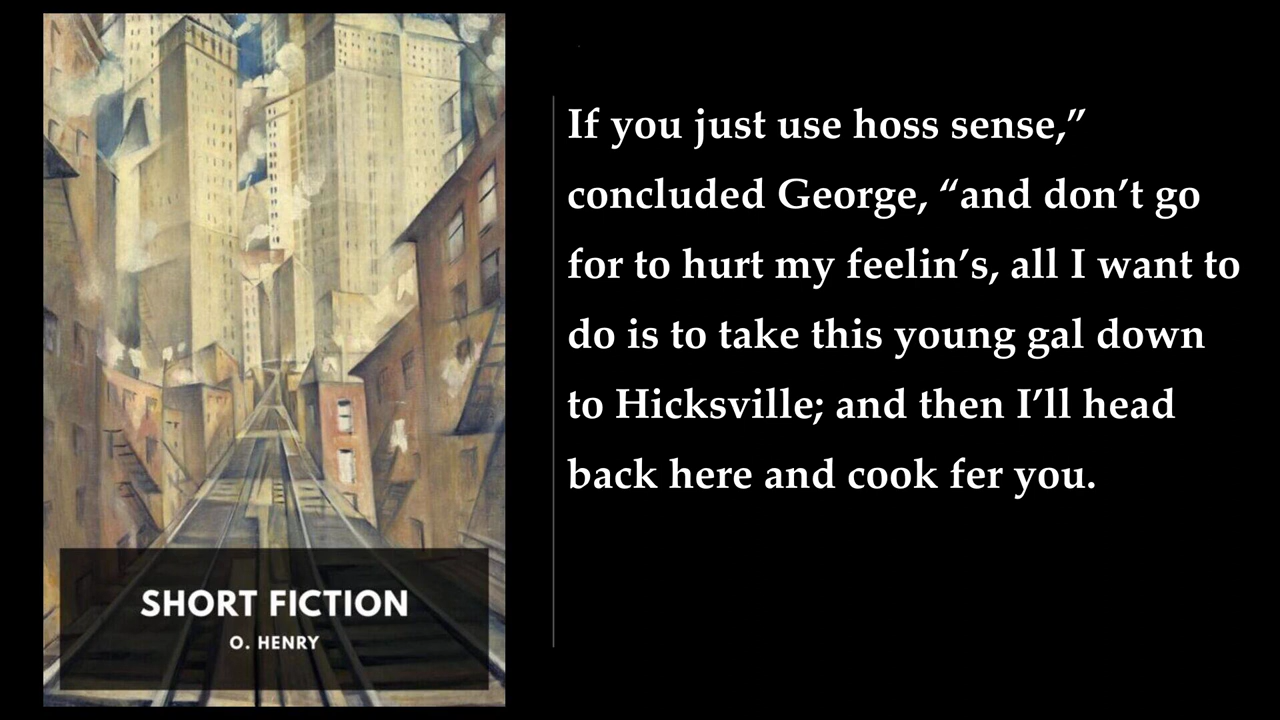 If you just use hoss sense,”
concluded George, “and don’t go
for to hurt my feelin’s, all I want to
do is to take this young gal down
to Hicksville; and then I’ll head
back here and cook fer you.
SHORT FICTION
O. HENRY